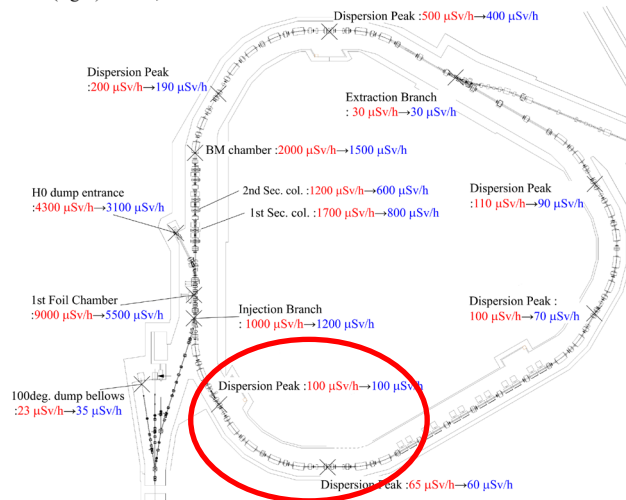 Dispersion Peak :500 μSv/h→400 μSv/h
Dispersion Peak
:200 μSv/h→190 μSv/h
Extraction Branch
: 30 μSv/h→30 μSv/h
BM chamber :2000 μSv/h→1500 μSv/h
H0 dump entrance
:4300 μSv/h→3100 μSv/h
2nd Sec. col. :1200 μSv/h→600 μSv/h
1st Sec. col. :1700 μSv/h→800 μSv/h
Dispersion Peak
:110 μSv/h→90 μSv/h
1st Foil Chamber
:9000 μSv/h→5500 μSv/h
Injection Branch
: 1000 μSv/h→1200 μSv/h
Dispersion Peak :
100 μSv/h→70 μSv/h
Dispersion Peak :100 μSv/h→100 μSv/h
100deg. dump bellows
:23 μSv/h→35 μSv/h
Dispersion Peak :65 μSv/h→60 μSv/h